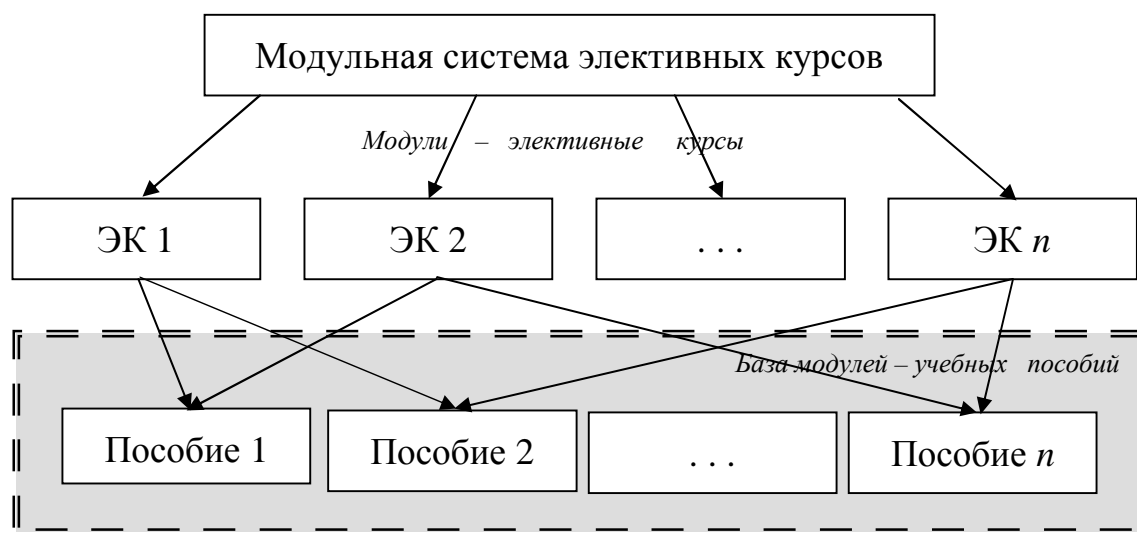 Модульная система элективных курсов
Модули – элективные курсы
ЭК 1
ЭК 2
. . .
ЭК n
База модулей – учебных пособий
Пособие 1
Пособие 2
. . .
Пособие n